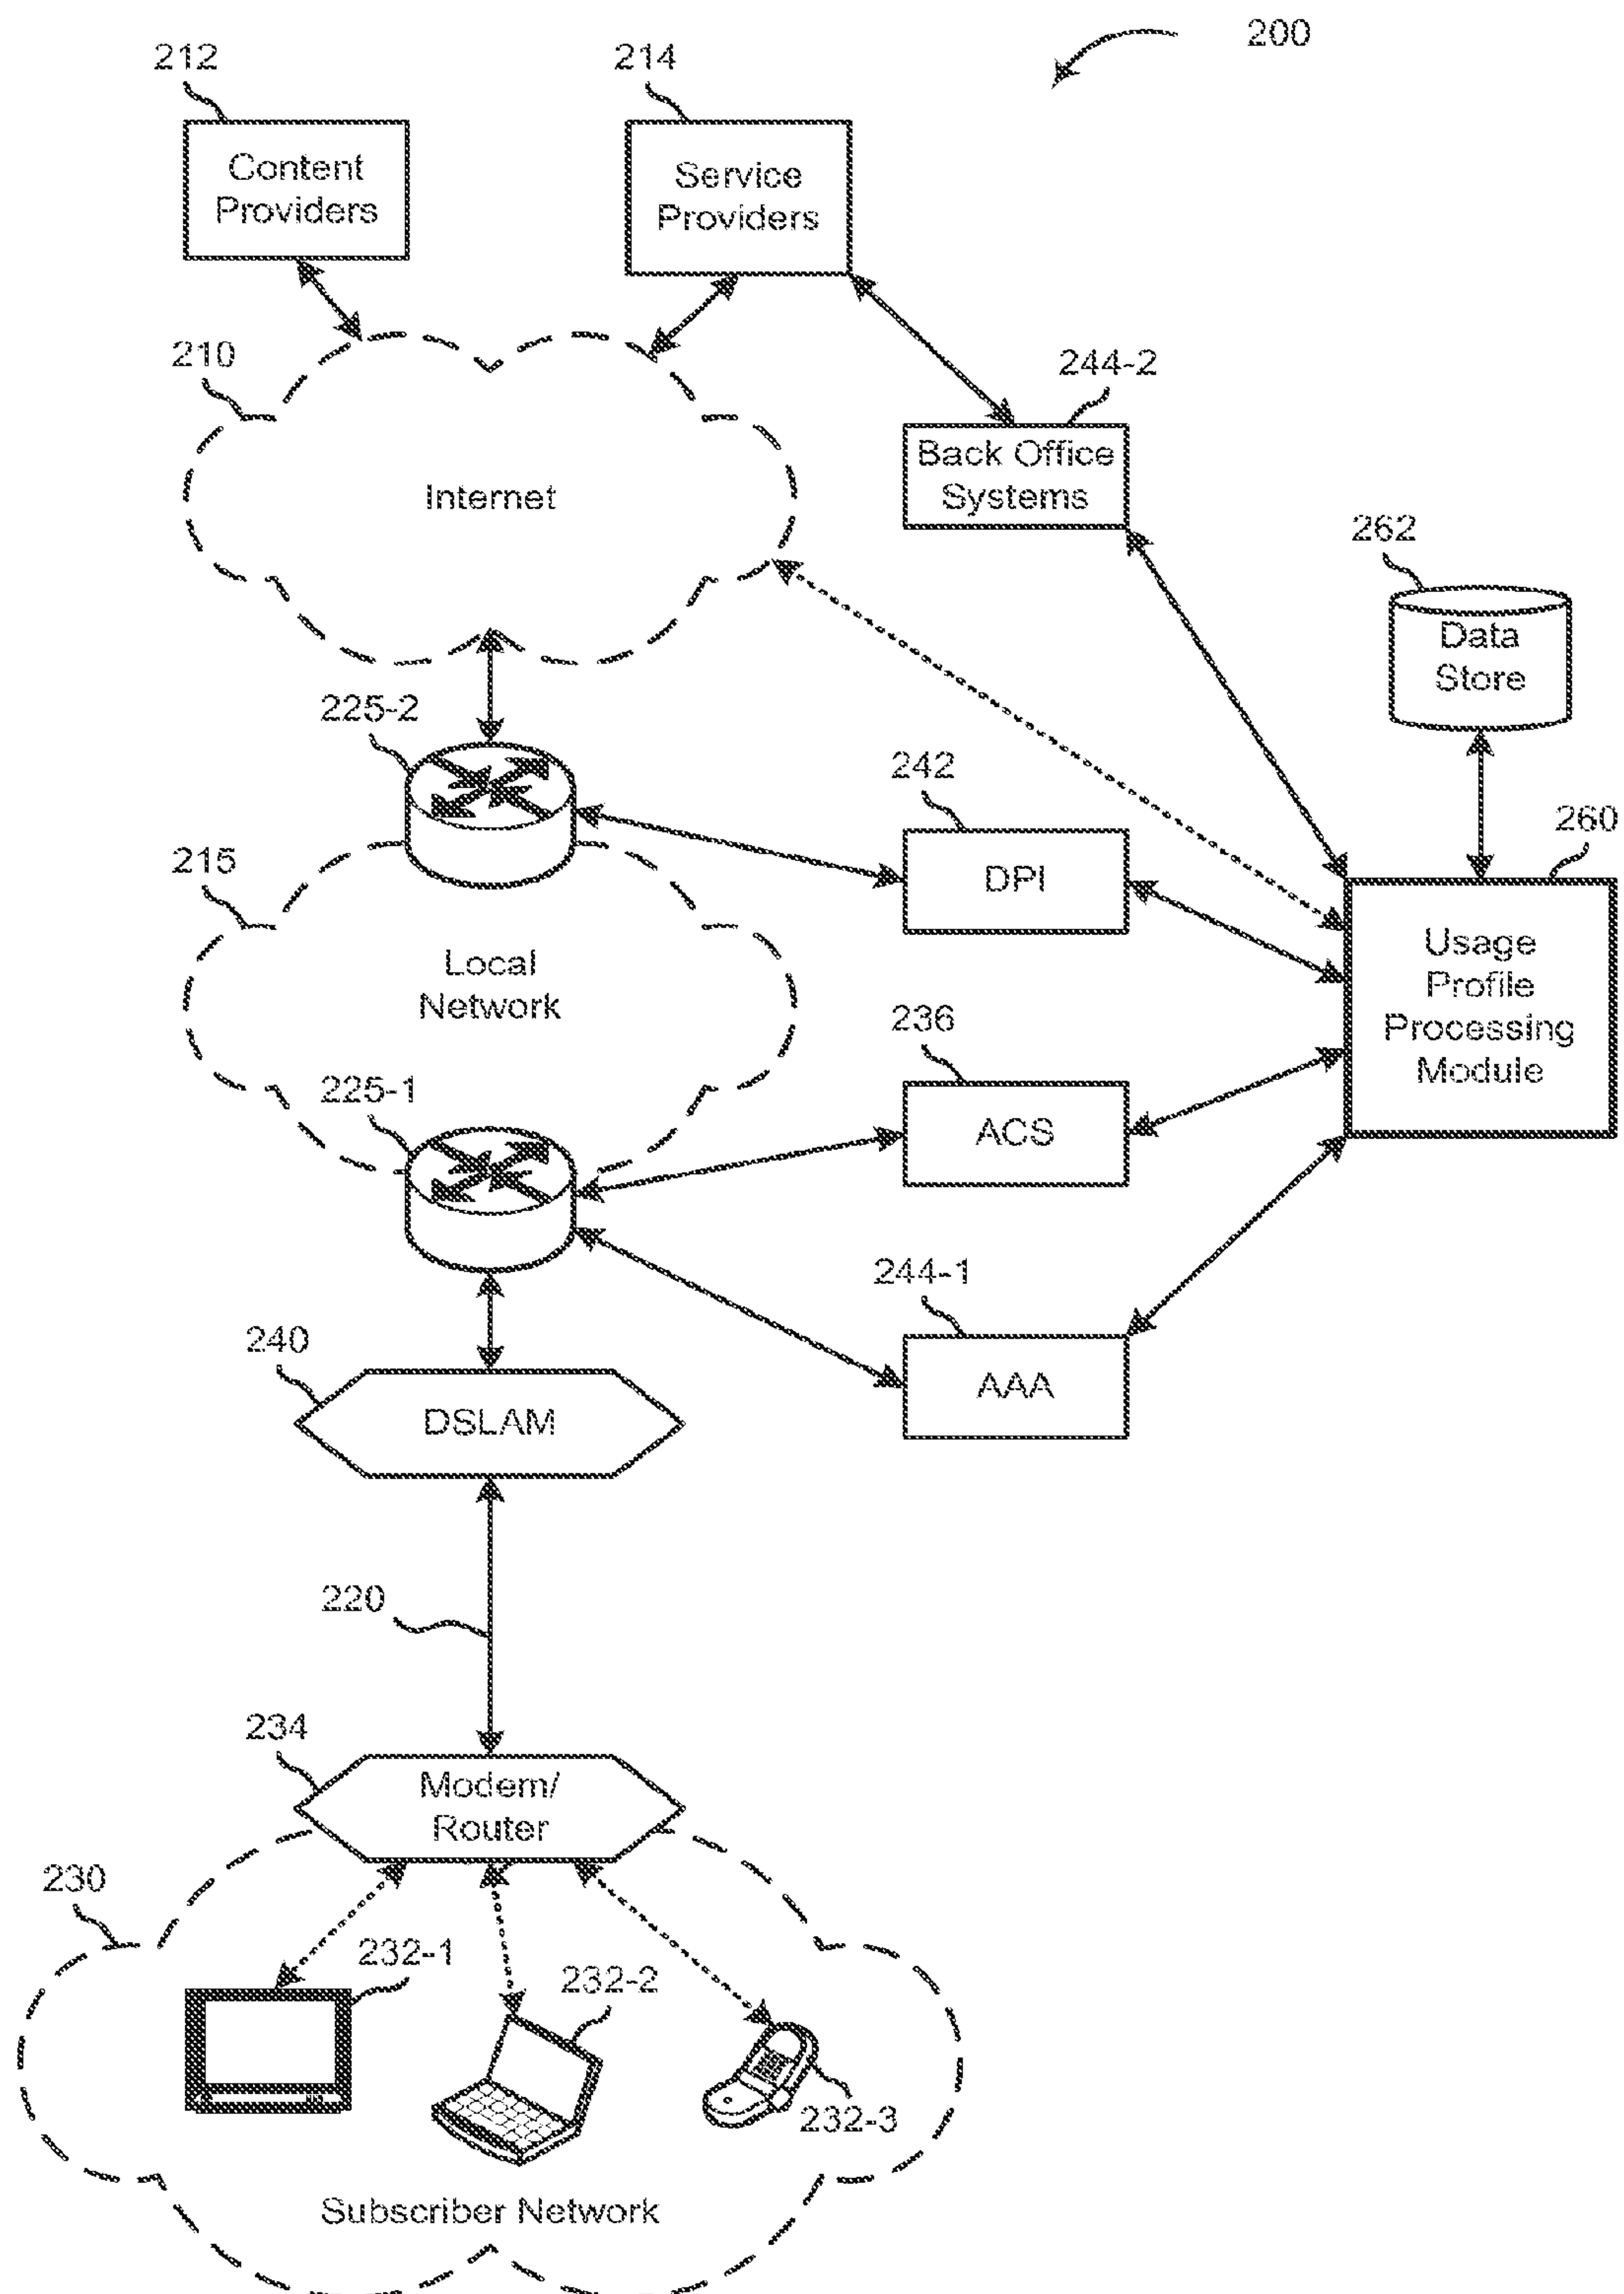 200
212
214
Content
Providers
Service
Providers
210
244-2
Back Office
Systems
Internet
262
Data
Store
225-2
242
260
215
DPI
Usage
Profile
Processing
Module
Local
Network
236
225-1
ACS
244-1
240
AAA
DSLAM
220
234
Modem/
Router
230
232-1
232-2
232-3
Subscriber Network